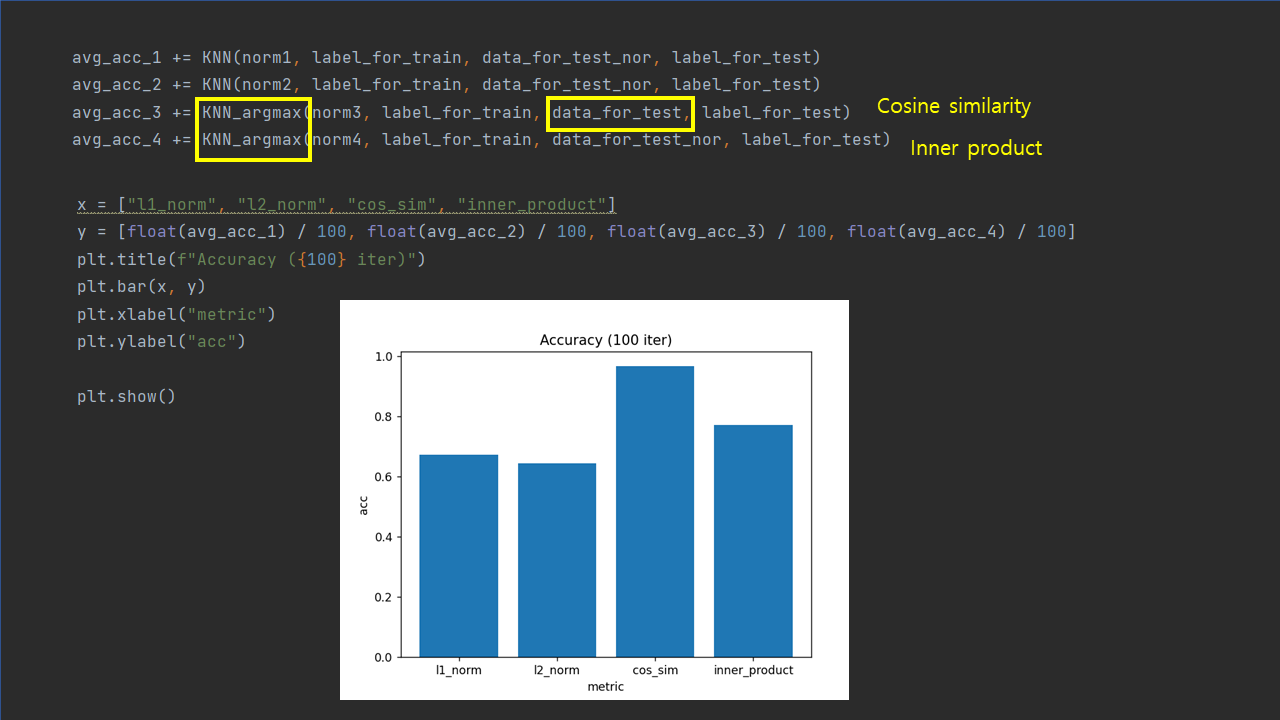 avg_acc_1 += KNN(norm1, label_for_train, data_for_test_nor, label_for_test)
avg_acc_2 += KNN(norm2, label_for_train, data_for_test_nor, label_for_test)
avg_acc_3 += KNN_argmax(norm3, label_for_train, data_for_test, label_for_test)
Cosine similarity
avg_acc_4 += KNN_argmax(norm4, label_for_train, data_for_test_nor, label_for_test)
Inner product
x = ["l1_norm", "l2_norm", "cos_sim", "inner_product"]
y = [float(avg_acc_1) / 100, float(avg_acc_2) / 100, float(avg_acc_3) / 100, float(avg_acc_4) / 100]
plt.title(f"Accuracy ({100} iter)")
plt.bar(x, y)
plt.xlabel("metric")
plt.ylabel("acc")
plt.show()
Accuracy (100 iter)
1.0
0.8
0.6
0.4
0.2
0.0
acc
l1_norm l2_norm cos_sim inner_product
metric